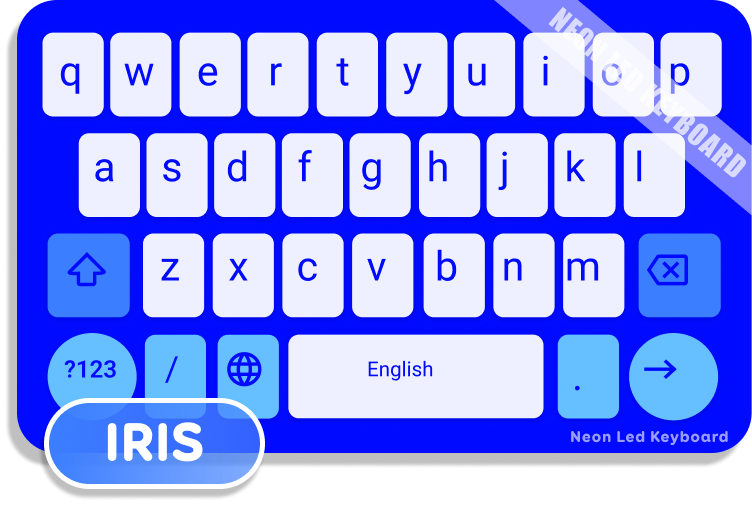 NEON LED KEYBOARD
q w e r t y u i o p
a s d f g h j k l
z x c v b n m
?123 / English .
IRIS
Neon Led Keyboard